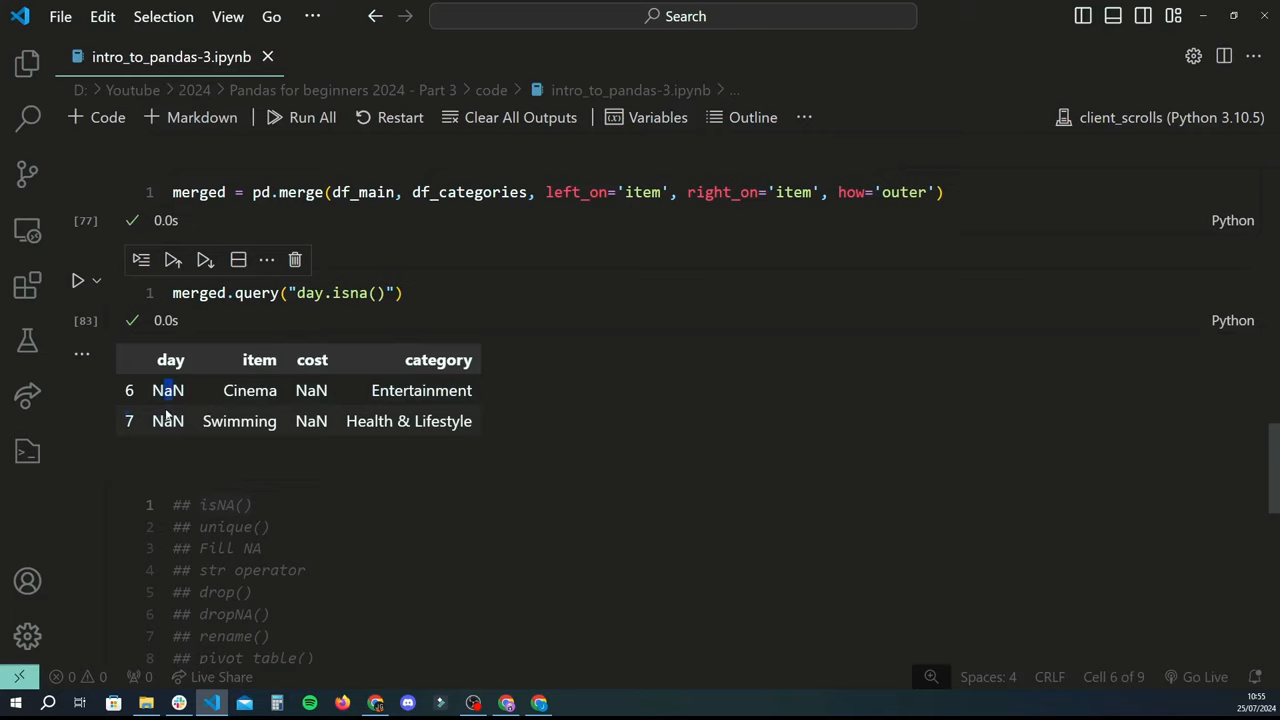 File Edit Selection View Go ··· Search
intro_to_pandas-3.ipynb
D: > Youtube > 2024 > Pandas for beginners 2024 - Part 3 > code > intro_to_pandas-3.ipynb > ...
+ Code + Markdown Run All Restart Clear All Outputs Variables Outline ··· client_scrolls (Python 3.10.5)
1 merged = pd.merge(df_main, df_categories, left_on='item', right_on='item', how='outer')
[77] ✓ 0.0s Python
1 merged.query("day.isna()")
[83] ✓ 0.0s Python
day item cost category
6 NaN Cinema NaN Entertainment
7 NaN Swimming NaN Health & Lifestyle
1 ## isNA()
2 ## unique()
3 ## Fill NA
4 ## str operator
5 ## drop()
6 ## dropNA()
7 ## rename()
8 ## pivot table()
0 0 0 Live Share Spaces: 4 CRLF Cell 6 of 9 Go Live
10:55
25/07/2024